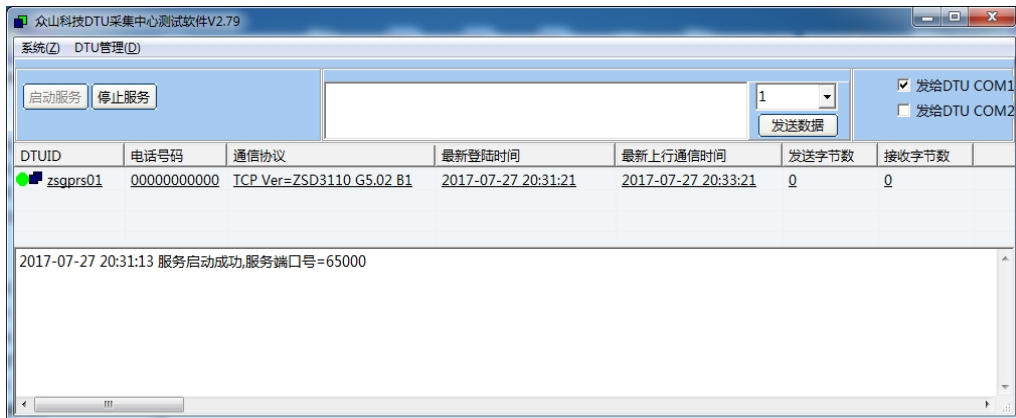 众山科技DTU采集中心测试软件V2.79
系统(Z) DTU管理(D)
启动服务 停止服务
1
发送数据
发给DTU COM1
发给DTU COM2
DTUID 电话号码 通信协议 最新登陆时间 最新上行通信时间 发送字节数 接收字节数
zsgprs01 00000000000 TCP Ver=ZSD3110 G5.02 B1 2017-07-27 20:31:21 2017-07-27 20:33:21 0 0
2017-07-27 20:31:13 服务启动成功,服务端口号=65000